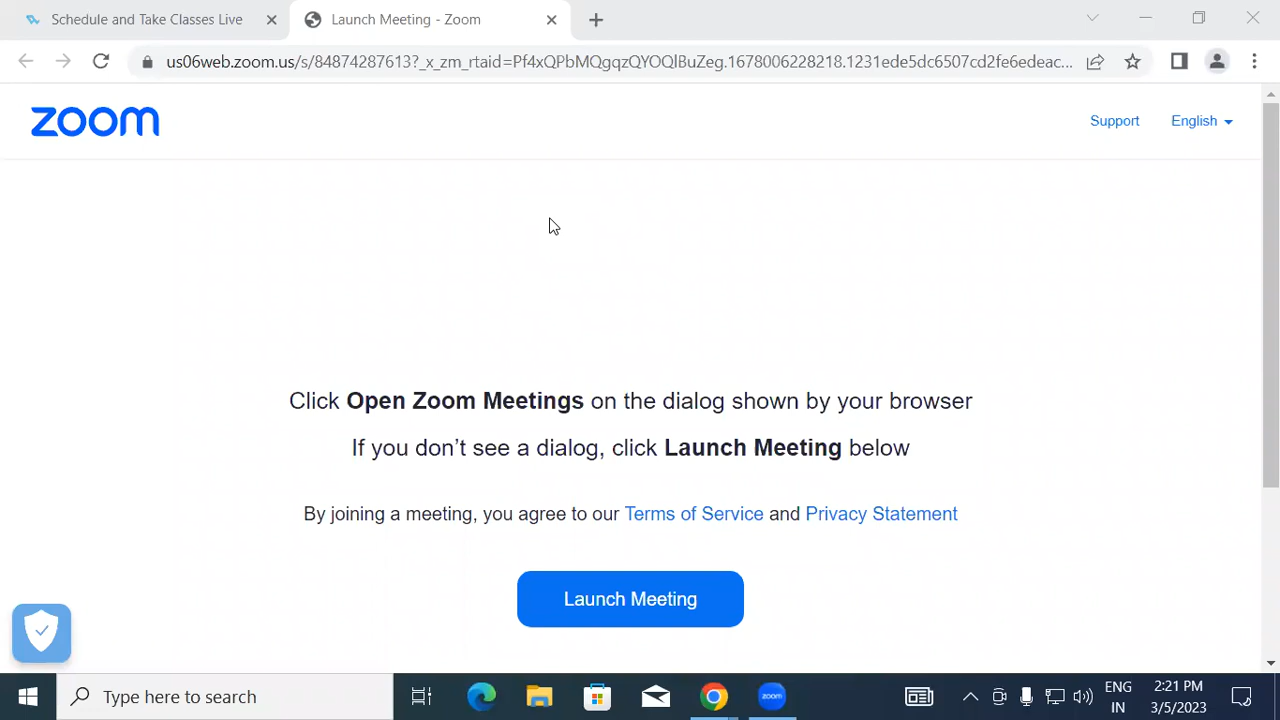 Schedule and Take Classes Live
Launch Meeting - Zoom
us06web.zoom.us/s/84874287613?_x_zm_rtaid=Pf4xQPbMQgqzQYOQlBuZeg.1678006228218.1231ede5dc6507cd2fe6edeac...
zoom
Support
English
Click Open Zoom Meetings on the dialog shown by your browser
If you don’t see a dialog, click Launch Meeting below
By joining a meeting, you agree to our Terms of Service and Privacy Statement
Launch Meeting
Type here to search
zoom
ENG
IN
2:21 PM
3/5/2023